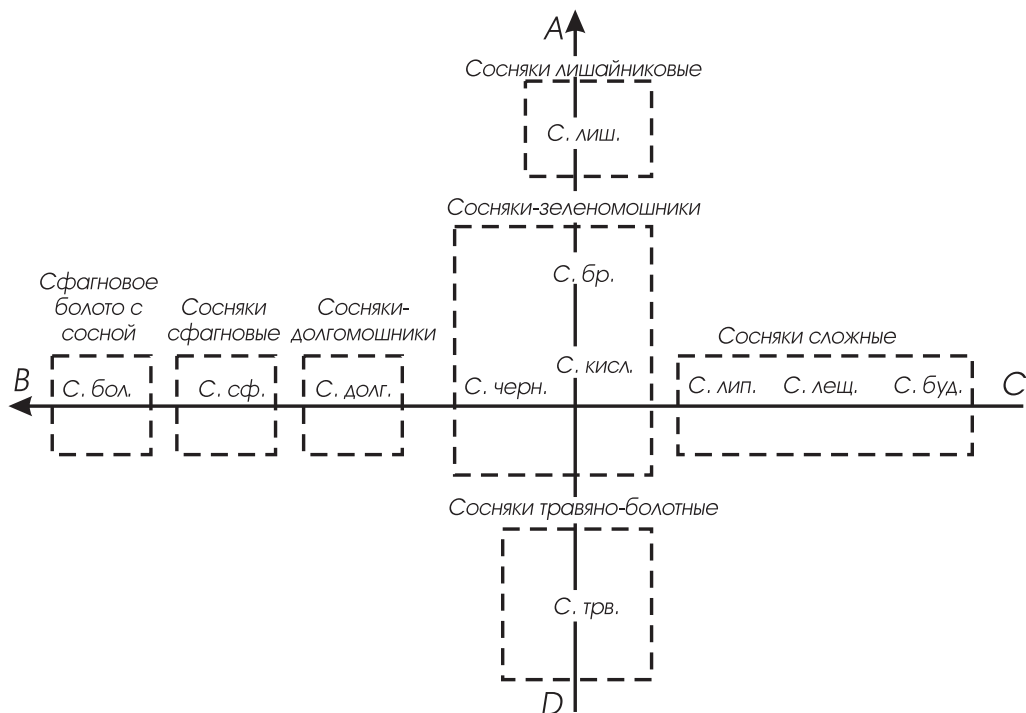 A
Сосняки лишайниковые
С. лиш.
Сосняки-зеленомошники
С. бр.
С. кисл.
С. черн.
Сфагновое
болото с
сосной
С. бол.
Сосняки
сфагновые
С. сф.
Сосняки-
долгомошники
С. долг.
B
Сосняки сложные
С. лип.
С. лещ.
С. буд.
C
Сосняки травяно-болотные
С. трв.
D